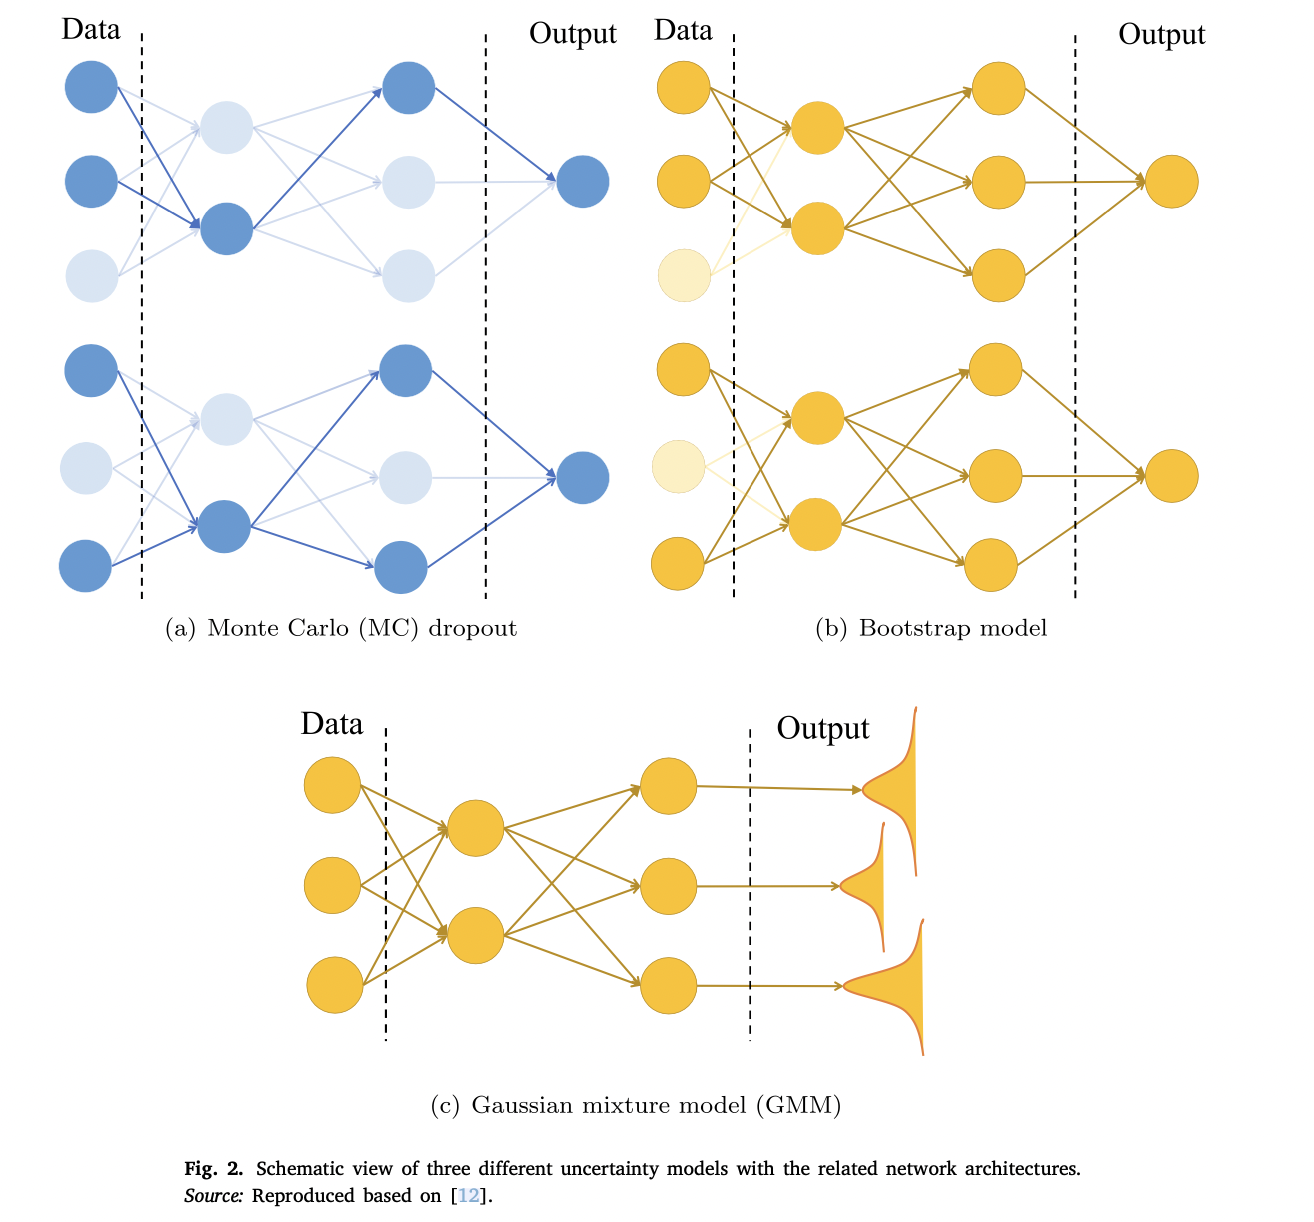 Data
Output
Data
Output
(a) Monte Carlo (MC) dropout
(b) Bootstrap model
Data
Output
(c) Gaussian mixture model (GMM)
Fig. 2. Schematic view of three different uncertainty models with the related network architectures.
Source: Reproduced based on [12].